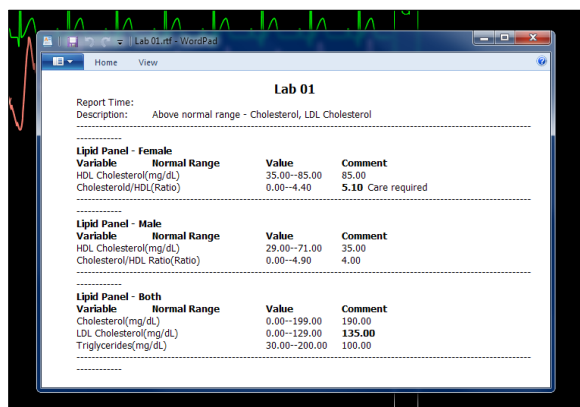 Lab 01.rtf - WordPad
Home View
Lab 01
Report Time:
Description: Above normal range - Cholesterol, LDL Cholesterol
-----------
Lipid Panel - Female
Variable Normal Range Value Comment
HDL Cholesterol(mg/dL) 35.00--85.00 85.00
Cholesterold/HDL(Ratio) 0.00--4.40 5.10 Care required
-----------
Lipid Panel - Male
Variable Normal Range Value Comment
HDL Cholesterol(mg/dL) 29.00--71.00 35.00
Cholesterol/HDL Ratio(Ratio) 0.00--4.90 4.00
-----------
Lipid Panel - Both
Variable Normal Range Value Comment
Cholesterol(mg/dL) 0.00--199.00 190.00
LDL Cholesterol(mg/dL) 0.00--129.00 135.00
Triglycerides(mg/dL) 30.00--200.00 100.00
-----------